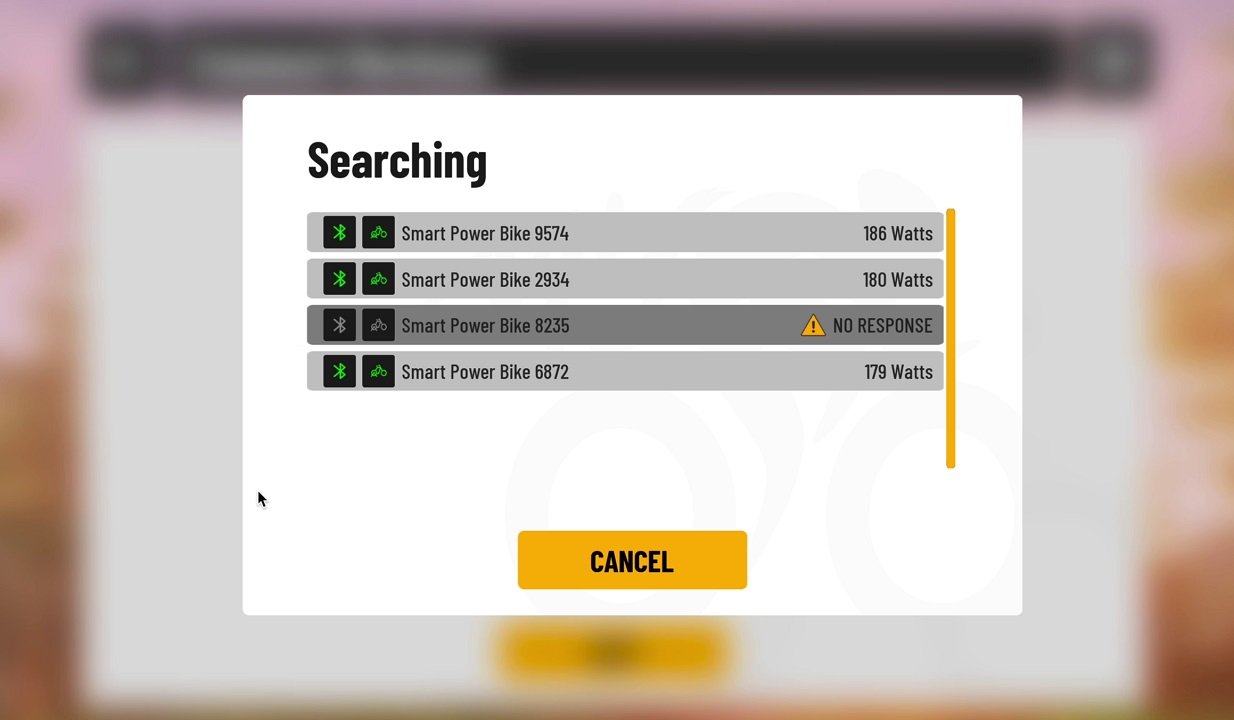 Searching
Smart Power Bike 9574 186 Watts
Smart Power Bike 2934 180 Watts
Smart Power Bike 8235 NO RESPONSE
Smart Power Bike 6872 179 Watts
CANCEL